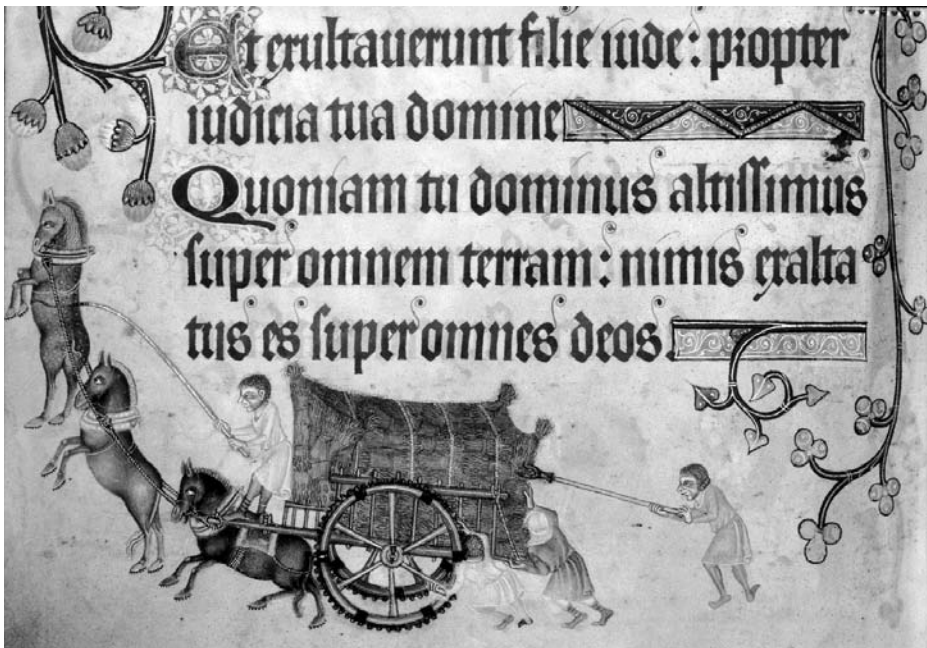 Et exultauerunt filie iude: propter
iudicia tua domine
Quoniam tu dominus altissimus
super omnem terram: nimis exalta
tus es super omnes deos.